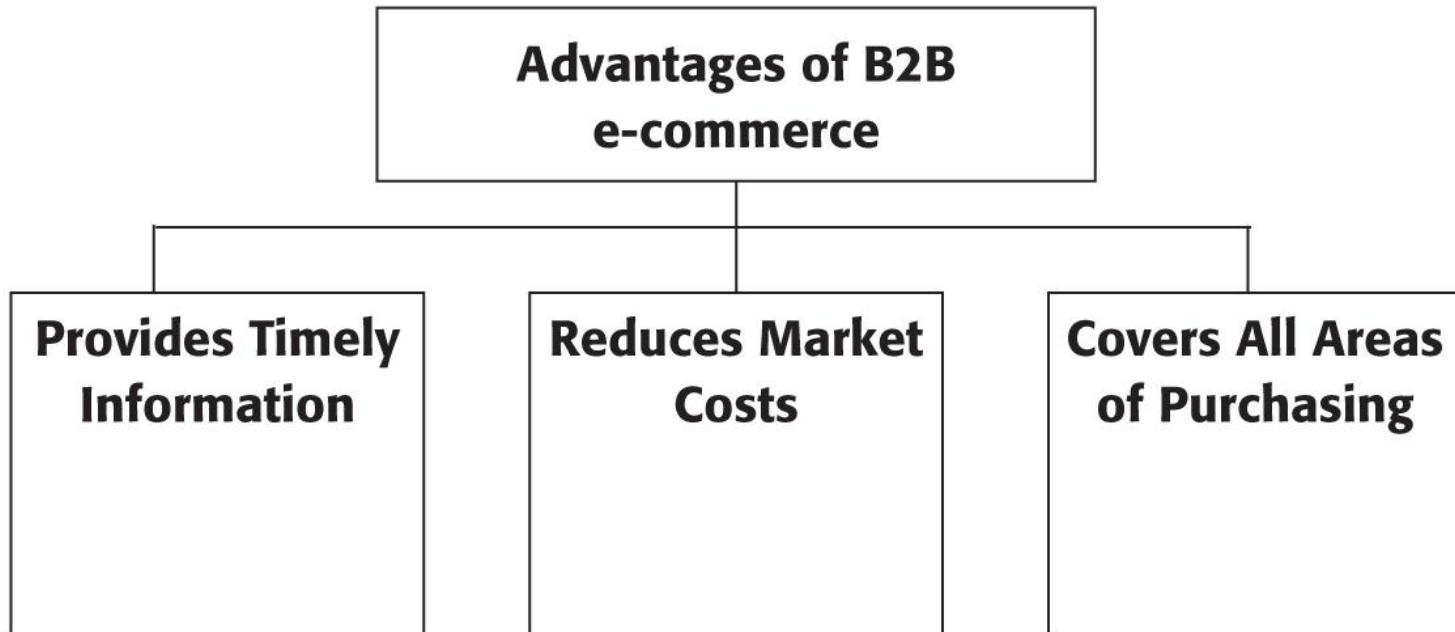 Advantages of B2B
e-commerce
Provides Timely
Information
Reduces Market
Costs
Covers All Areas
of Purchasing